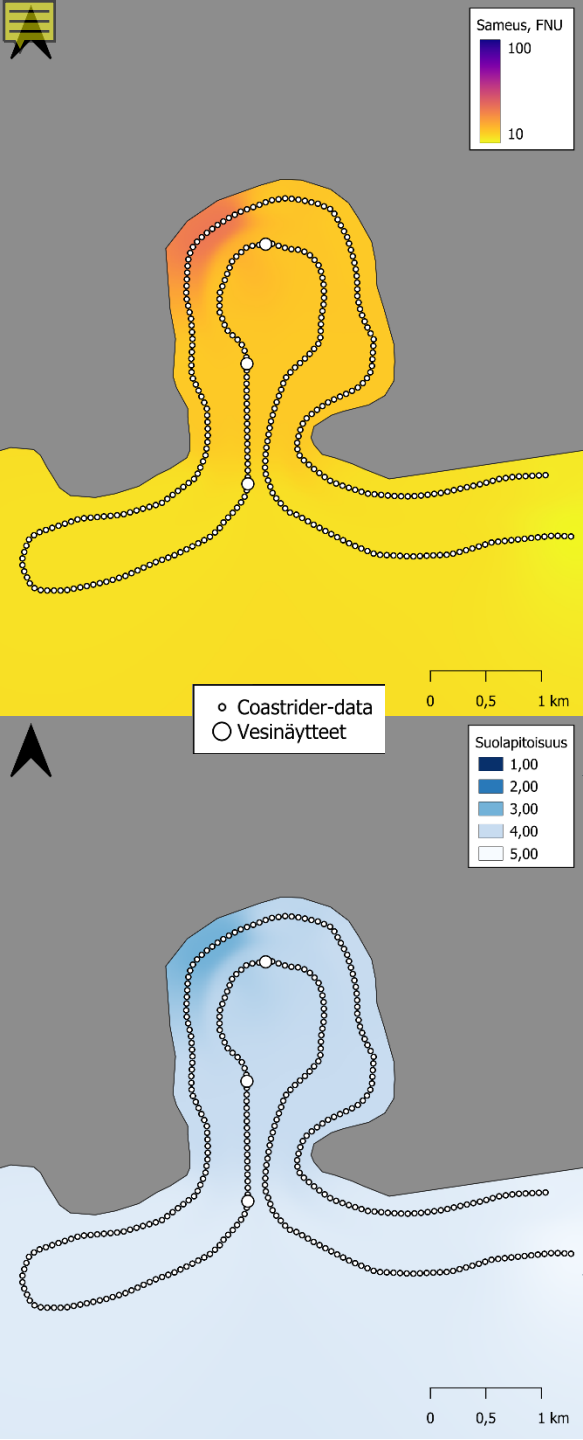 Sameus, FNU
100
10
0 0,5 1 km
Coastrider-data
Vesinäytteet
Suolapitoisuus
1,00
2,00
3,00
4,00
5,00
0 0,5 1 km